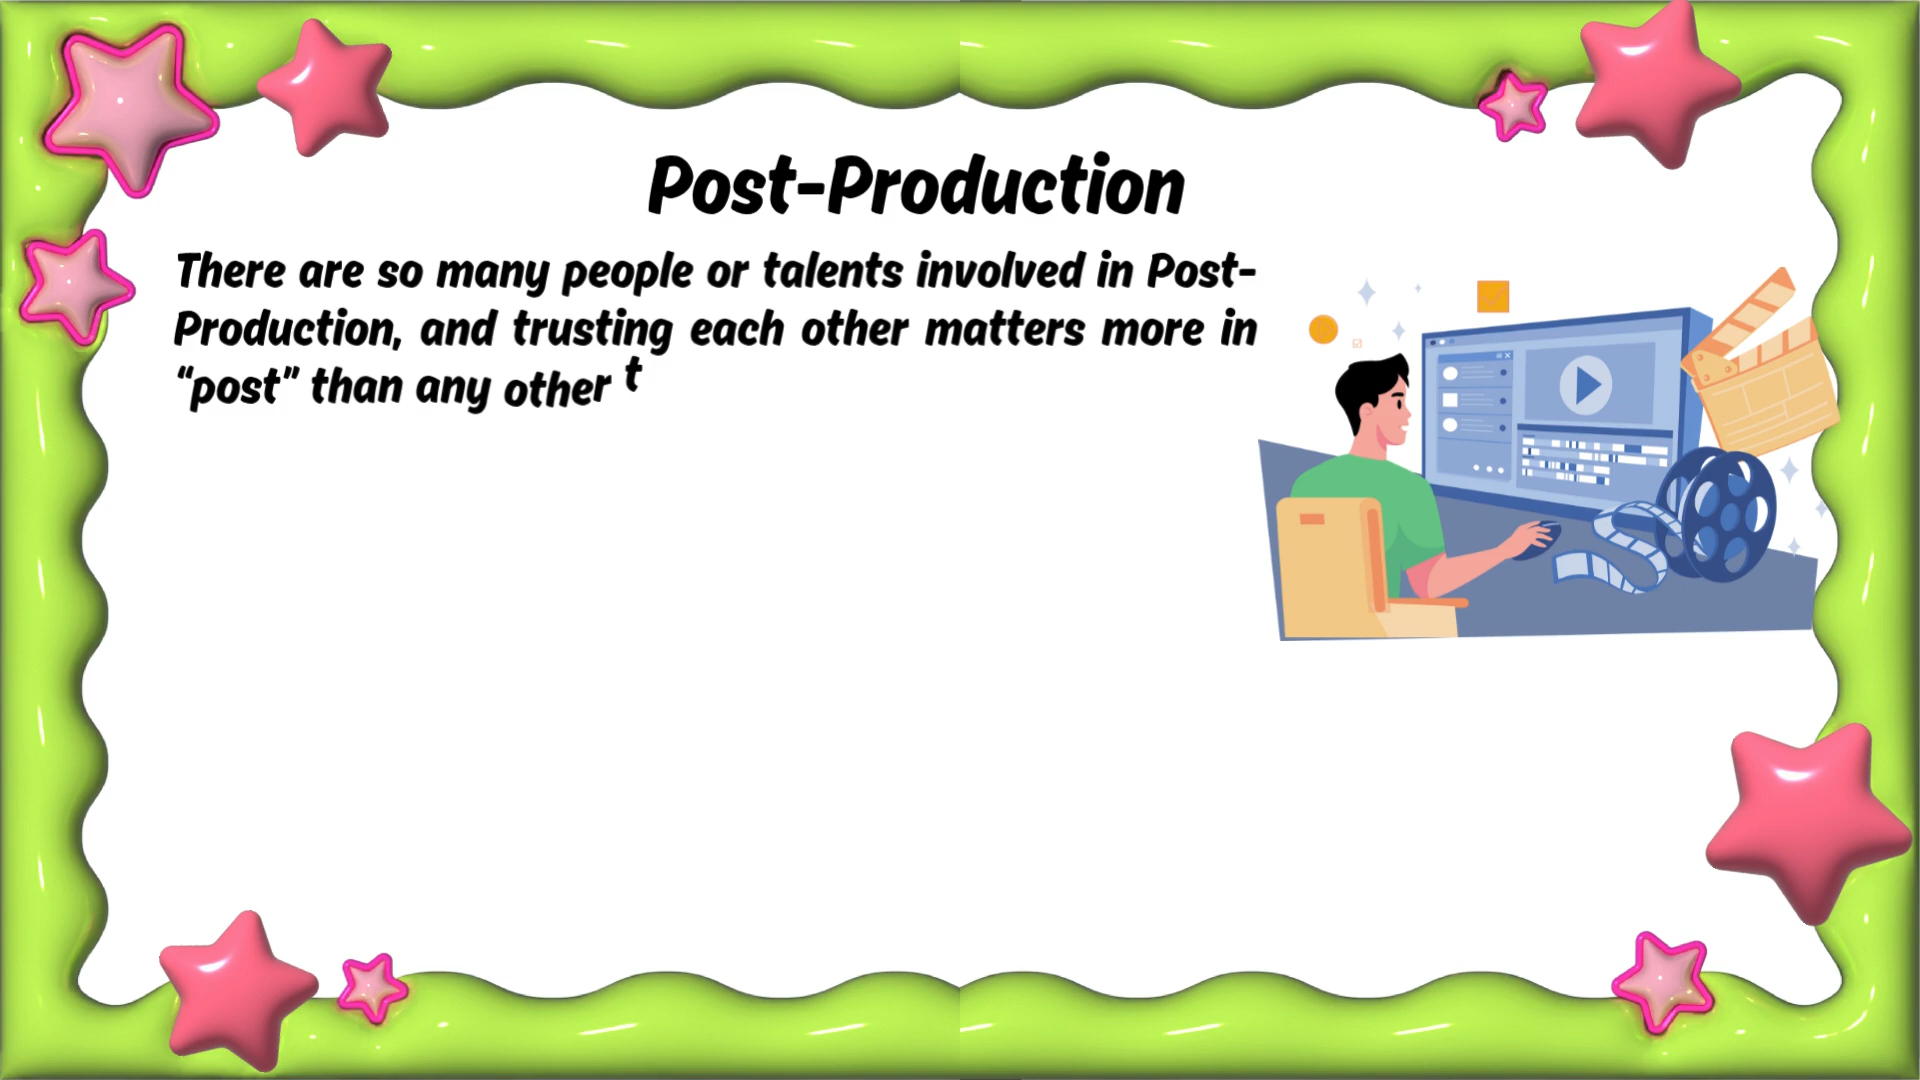 Post-Production
There are so many people or talents involved in Post-
Production, and trusting each other matters more in
“post” than any other t